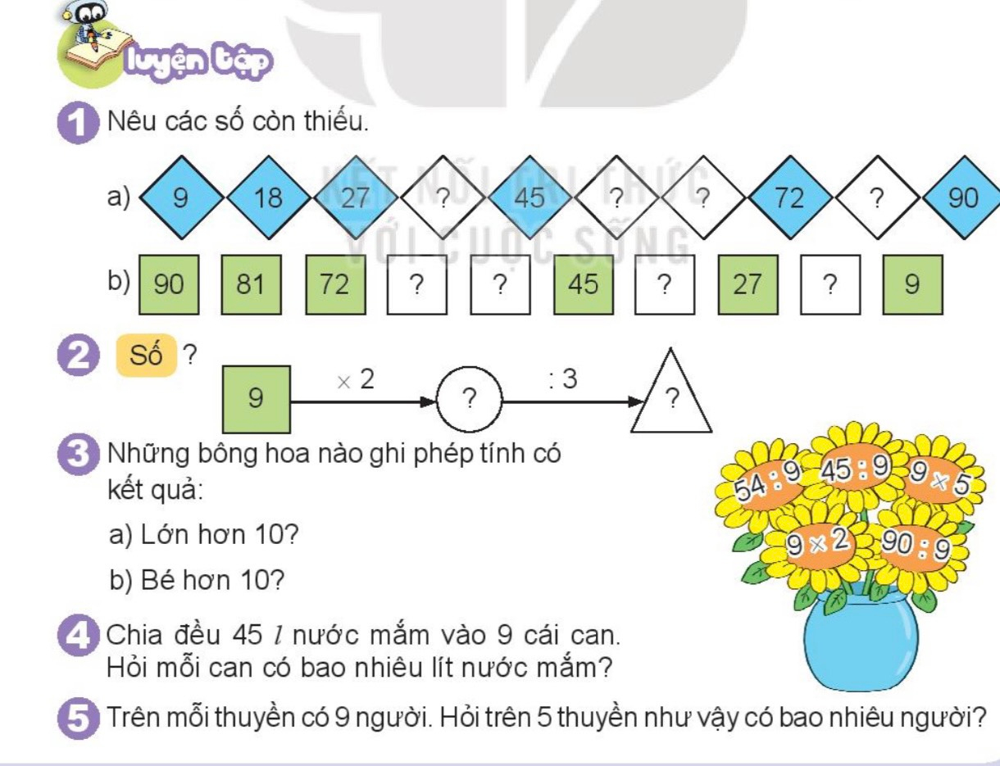 luyện tập
1 Nêu các số còn thiếu.
KẾT NỐI TRI THỨC
a) 9 18 27 ? 45 ? ? 72 ? 90
VỚI CUỘC SỐNG
b) 90 81 72 ? ? 45 ? 27 ? 9
2 Số ?
9 × 2 ? : 3 ?
3 Những bông hoa nào ghi phép tính có
kết quả:
a) Lớn hơn 10?
b) Bé hơn 10?
54 : 9 45 : 9 9 × 5
9 × 2 90 : 9
4 Chia đều 45 l nước mắm vào 9 cái can.
Hỏi mỗi can có bao nhiêu lít nước mắm?
5 Trên mỗi thuyền có 9 người. Hỏi trên 5 thuyền như vậy có bao nhiêu người?